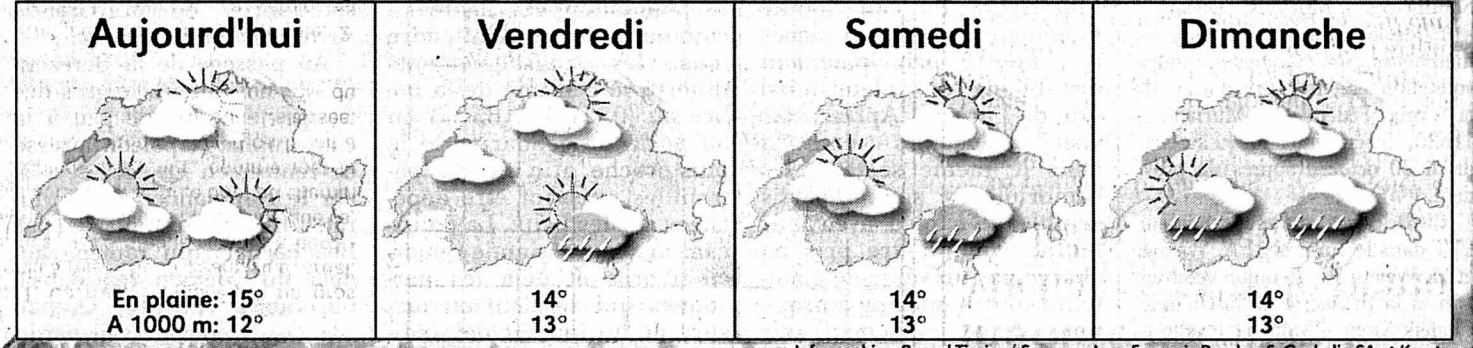 Aujourd'hui
En plaine: 15°
A 1000 m: 12°
Vendredi
14°
13°
Samedi
14°
13°
Dimanche
14°
13°